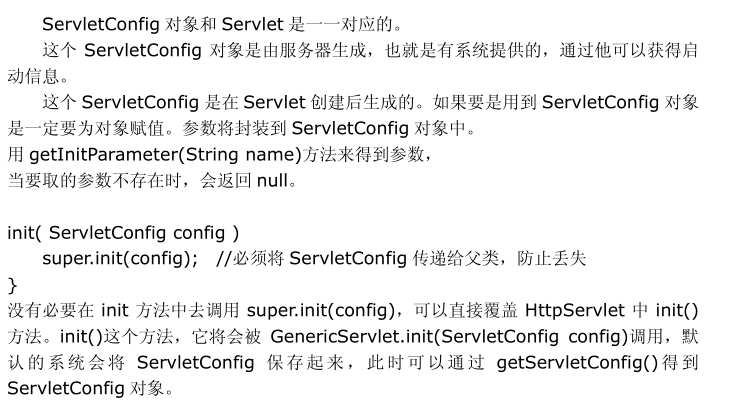 ServletConfig 对象和 Servlet 是一一对应的。
这个 ServletConfig 对象是由服务器生成，也就是有系统提供的，通过他可以获得启
动信息。
这个 ServletConfig 是在 Servlet 创建后生成的。如果要是用到 ServletConfig 对象
是一定要为对象赋值。参数将封装到 ServletConfig 对象中。
用 getInitParameter(String name)方法来得到参数，
当要取的参数不存在时，会返回 null。
init( ServletConfig config )
super.init(config); //必须将 ServletConfig 传递给父类，防止丢失
}
没有必要在 init 方法中去调用 super.init(config)，可以直接覆盖 HttpServlet 中 init()
方法。init()这个方法，它将会被 GenericServlet.init(ServletConfig config)调用，默
认的系统会将 ServletConfig 保存起来，此时可以通过 getServletConfig()得到
ServletConfig 对象。